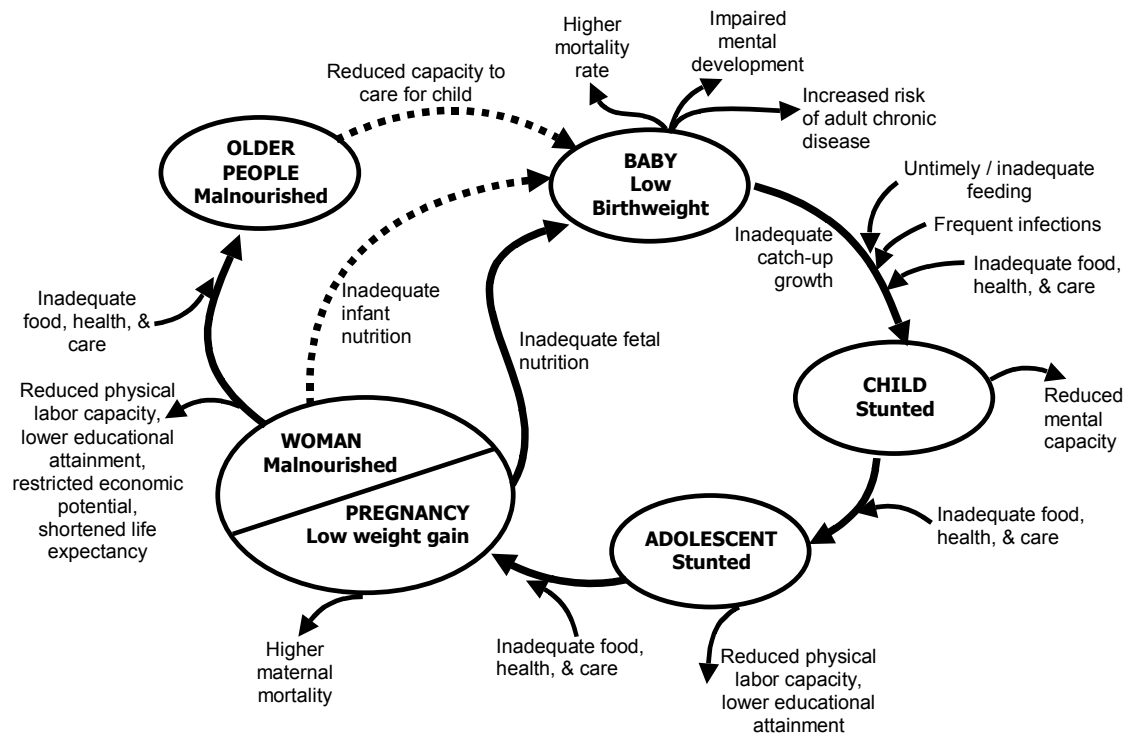 Higher
mortality
rate
Impaired
mental
development
Increased risk
of adult chronic
disease
Reduced capacity to
care for child
OLDER
PEOPLE
Malnourished
BABY
Low
Birthweight
Untimely / inadequate
feeding
Frequent infections
Inadequate food,
health, & care
Inadequate
catch-up
growth
Inadequate
food, health, &
care
Inadequate
infant
nutrition
Inadequate fetal
nutrition
CHILD
Stunted
Reduced
mental
capacity
Reduced physical
labor capacity,
lower educational
attainment,
restricted economic
potential,
shortened life
expectancy
WOMAN
Malnourished
PREGNANCY
Low weight gain
ADOLESCENT
Stunted
Inadequate food,
health, & care
Inadequate food,
health, & care
Higher
maternal
mortality
Reduced physical
labor capacity,
lower educational
attainment